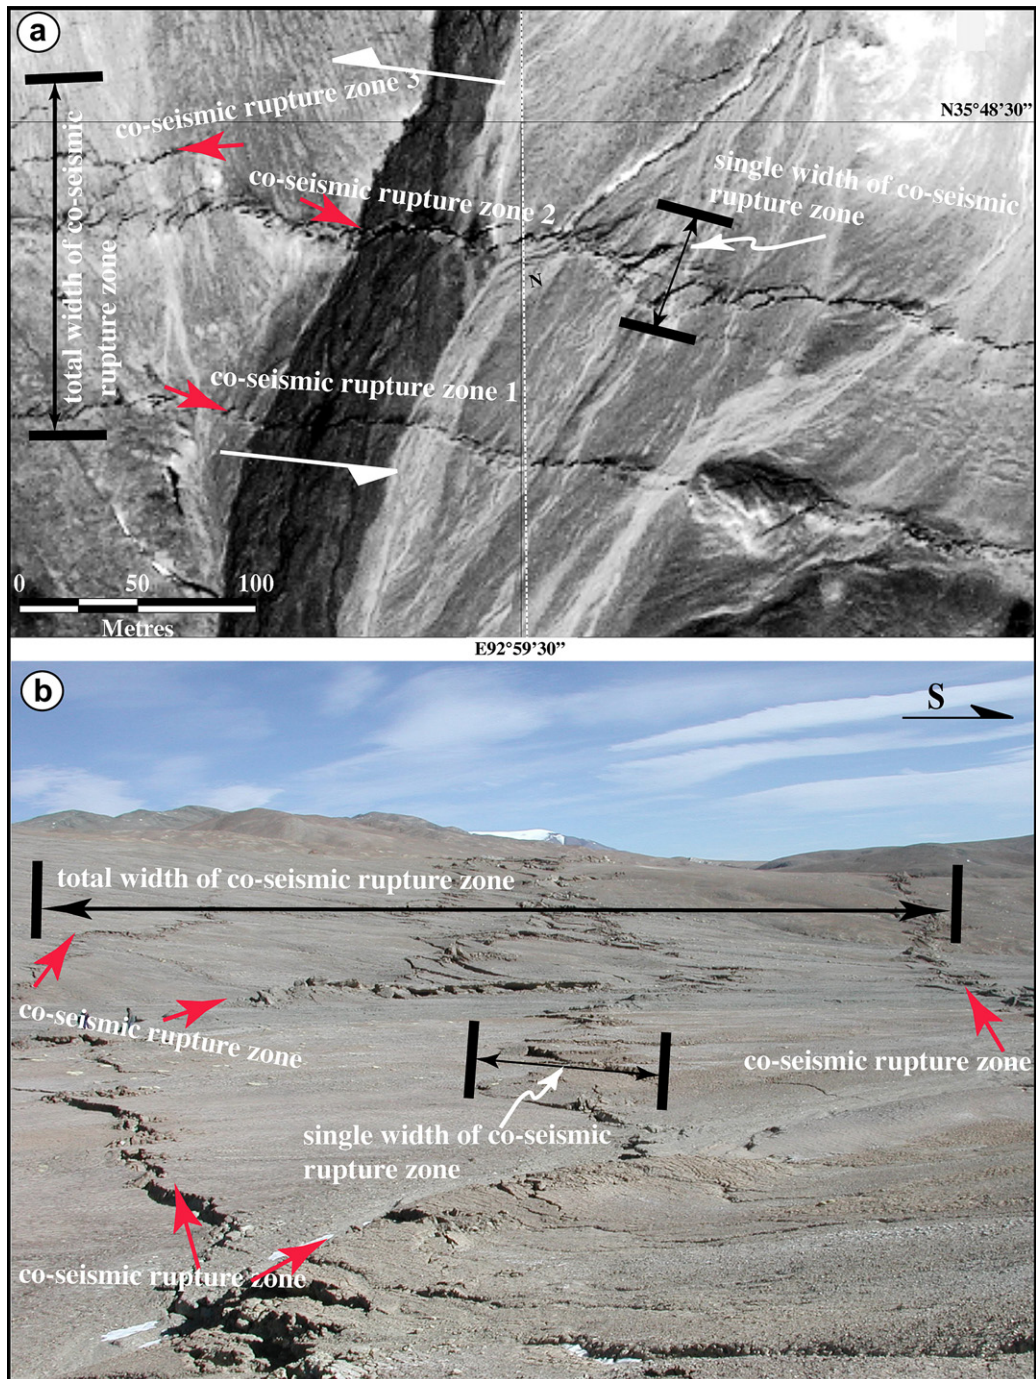 a
co-seismic rupture zone 3
N35°48'30”
total width of co-seismic
rupture zone
co-seismic rupture zone 2
single width of co-seismic
rupture zone
N
co-seismic rupture zone 1
0 50 100
Metres
E92°59'30”
b
S
total width of co-seismic rupture zone
co-seismic rupture zone
co-seismic rupture zone
single width of co-seismic
rupture zone
co-seismic rupture zone